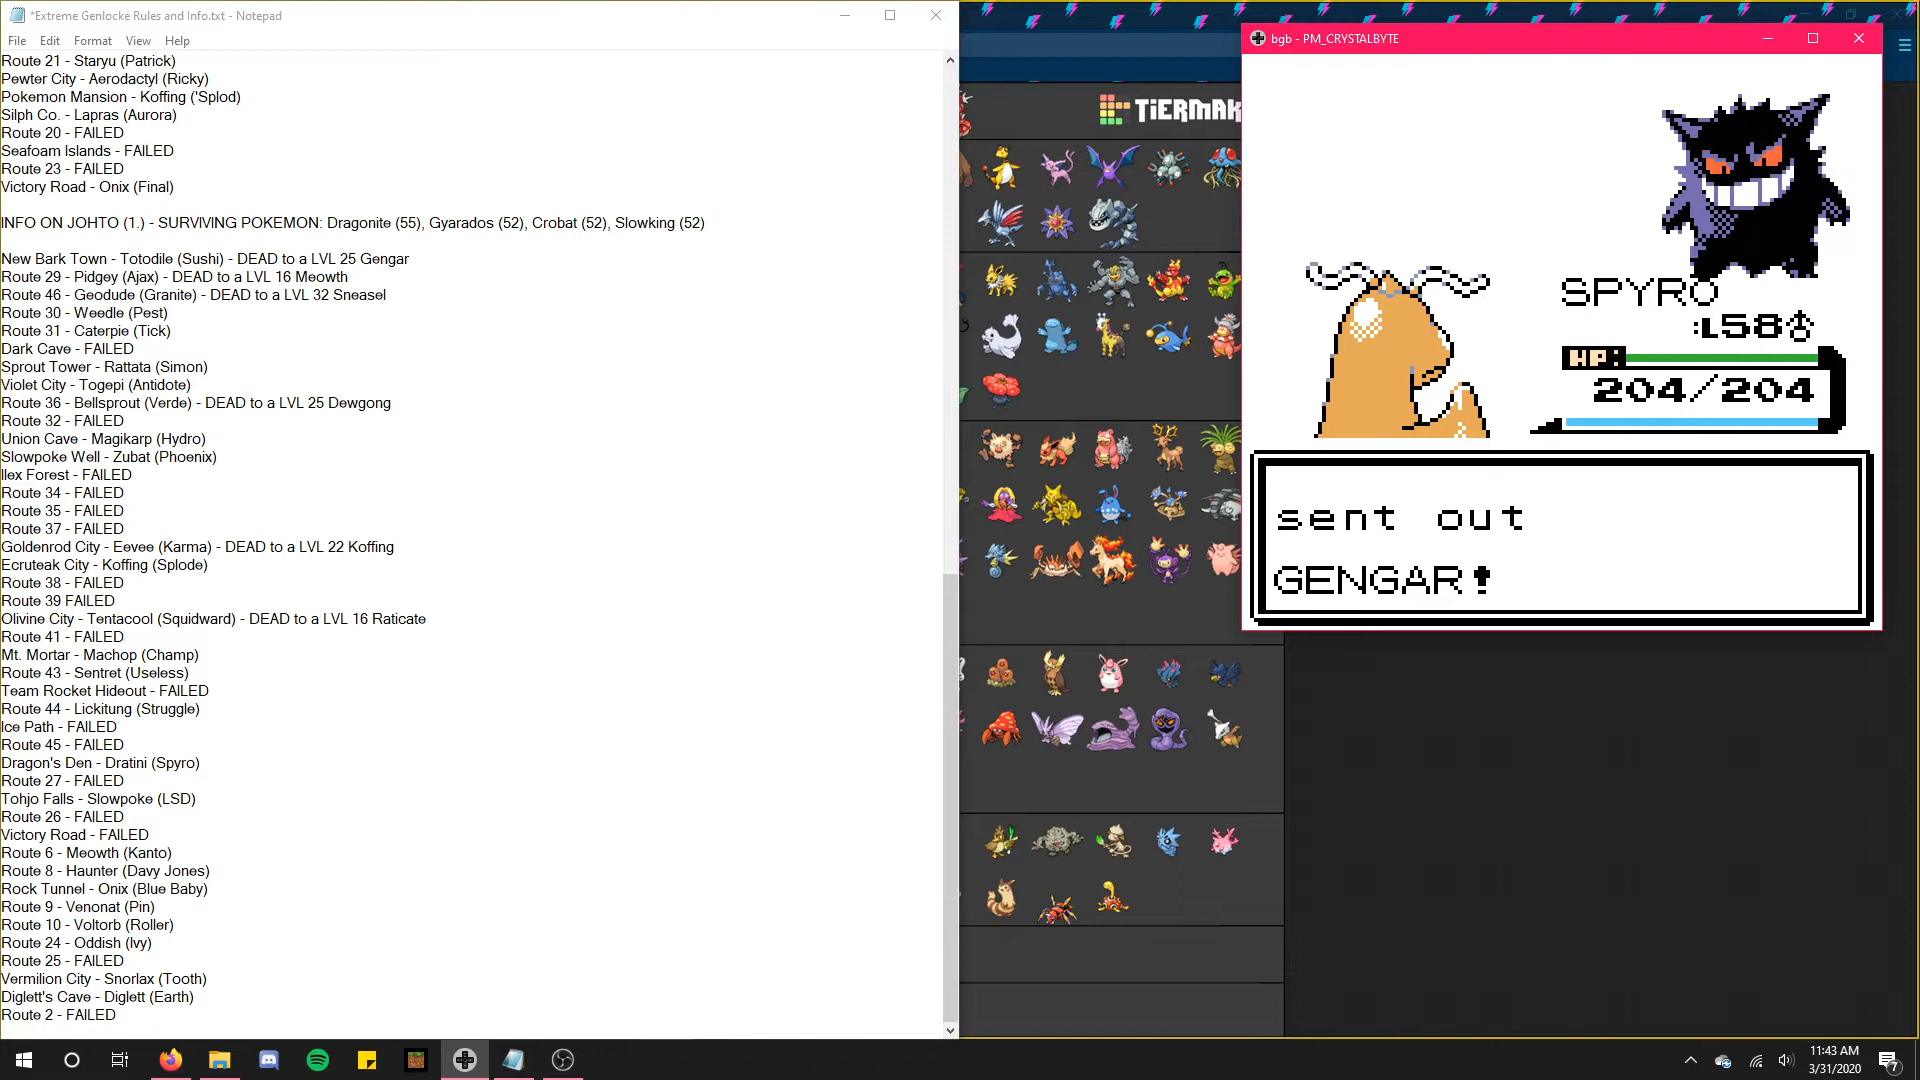 *Extreme Genlocke Rules and Info.txt - Notepad
File Edit Format View Help
Route 21 - Staryu (Patrick)
Pewter City - Aerodactyl (Ricky)
Pokemon Mansion - Koffing ('Splod)
Silph Co. - Lapras (Aurora)
Route 20 - FAILED
Seafoam Islands - FAILED
Route 23 - FAILED
Victory Road - Onix (Final)
INFO ON JOHTO (1.) - SURVIVING POKEMON: Dragonite (55), Gyarados (52), Crobat (52), Slowking (52)
New Bark Town - Totodile (Sushi) - DEAD to a LVL 25 Gengar
Route 29 - Pidgey (Ajax) - DEAD to a LVL 16 Meowth
Route 46 - Geodude (Granite) - DEAD to a LVL 32 Sneasel
Route 30 - Weedle (Pest)
Route 31 - Caterpie (Tick)
Dark Cave - FAILED
Sprout Tower - Rattata (Simon)
Violet City - Togepi (Antidote)
Route 36 - Bellsprout (Verde) - DEAD to a LVL 25 Dewgong
Route 32 - FAILED
Union Cave - Magikarp (Hydro)
Slowpoke Well - Zubat (Phoenix)
Ilex Forest - FAILED
Route 34 - FAILED
Route 35 - FAILED
Route 37 - FAILED
Goldenrod City - Eevee (Karma) - DEAD to a LVL 22 Koffing
Ecruteak City - Koffing (Splode)
Route 38 - FAILED
Route 39 FAILED
Olivine City - Tentacool (Squidward) - DEAD to a LVL 16 Raticate
Route 41 - FAILED
Mt. Mortar - Machop (Champ)
Route 43 - Sentret (Useless)
Team Rocket Hideout - FAILED
Route 44 - Lickitung (Struggle)
Ice Path - FAILED
Route 45 - FAILED
Dragon's Den - Dratini (Spyro)
Route 27 - FAILED
Tohjo Falls - Slowpoke (LSD)
Route 26 - FAILED
Victory Road - FAILED
Route 6 - Meowth (Kanto)
Route 8 - Haunter (Davy Jones)
Rock Tunnel - Onix (Blue Baby)
Route 9 - Venonat (Pin)
Route 10 - Voltorb (Roller)
Route 24 - Oddish (Ivy)
Route 25 - FAILED
Vermilion City - Snorlax (Tooth)
Diglett's Cave - Diglett (Earth)
Route 2 - FAILED
TiERMAK
bgb - PM_CRYSTALBYTE
SPYRO
:L58♂
HP:
204/204
sent out
GENGAR!
11:43 AM
3/31/2020
7